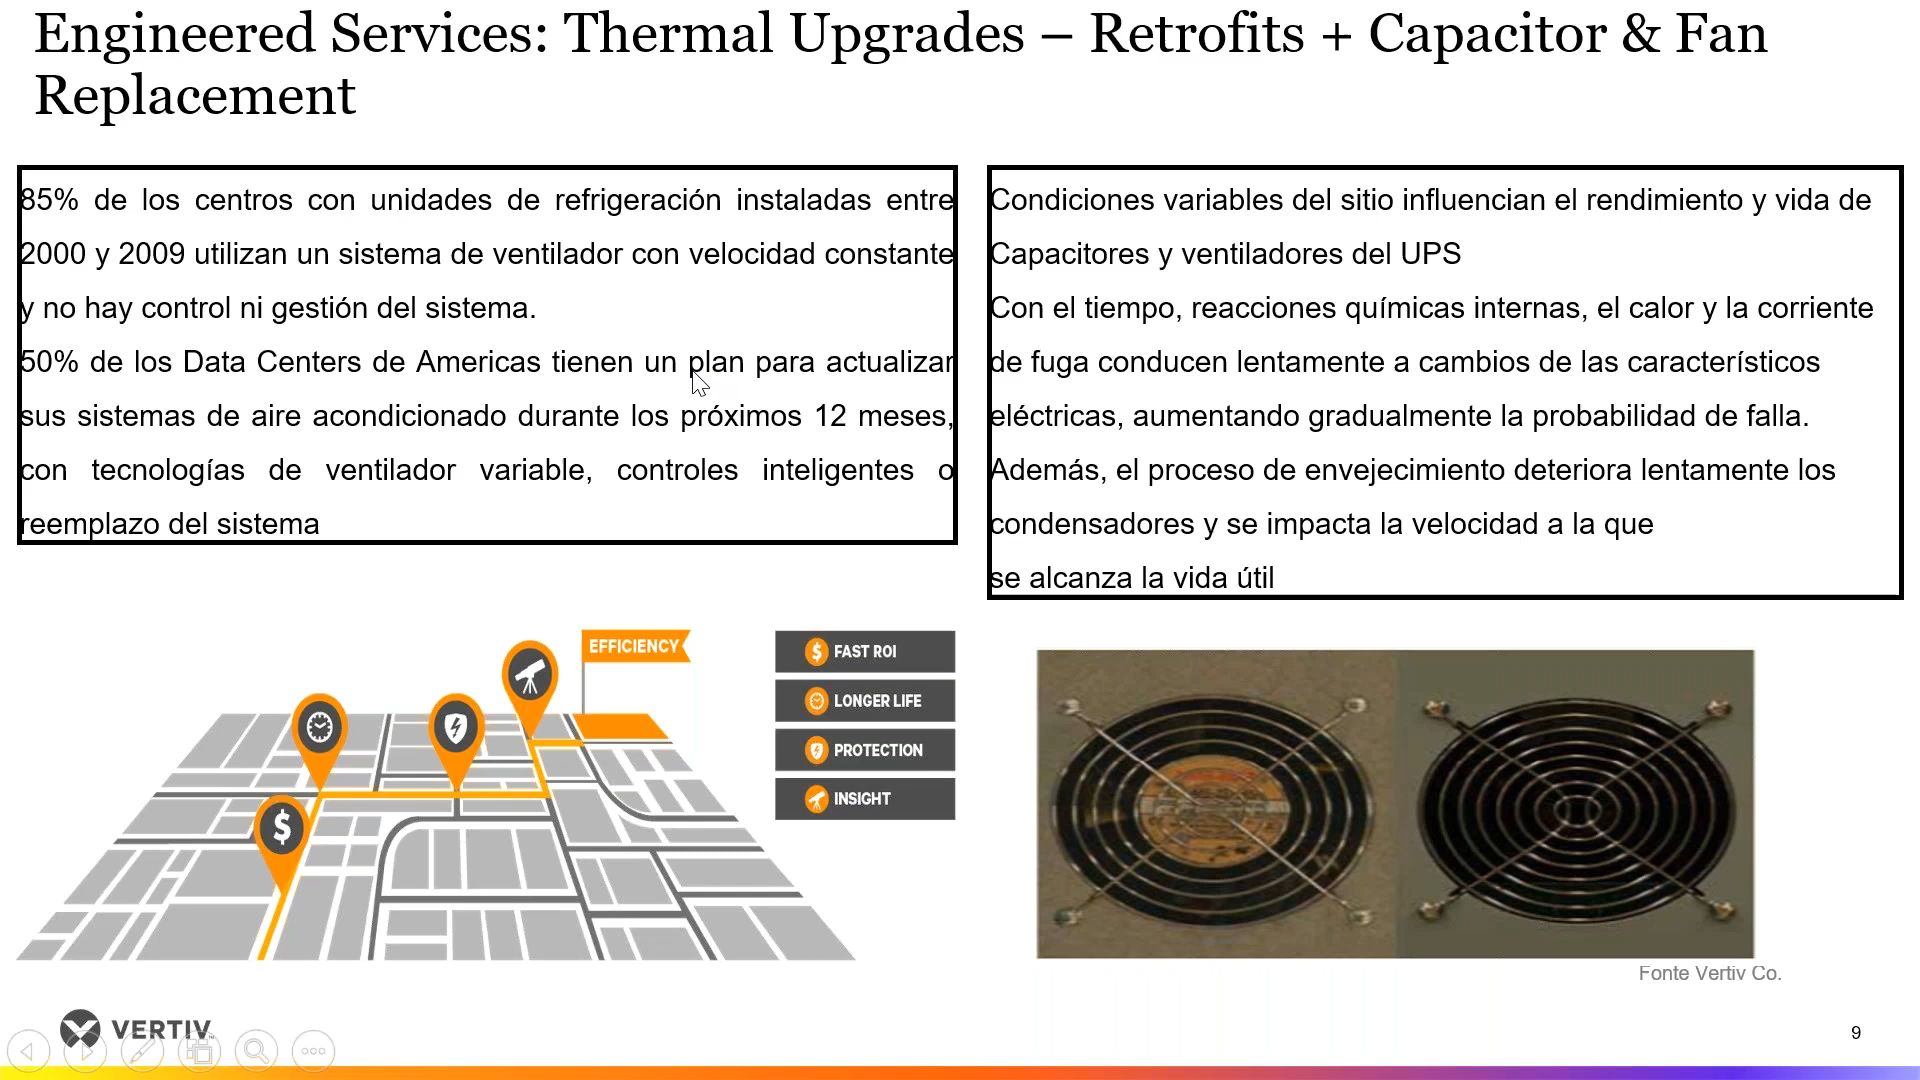 Engineered Services: Thermal Upgrades – Retrofits + Capacitor & Fan
Replacement
85% de los centros con unidades de refrigeración instaladas entre
2000 y 2009 utilizan un sistema de ventilador con velocidad constante
y no hay control ni gestión del sistema.
50% de los Data Centers de Americas tienen un plan para actualizar
sus sistemas de aire acondicionado durante los próximos 12 meses,
con tecnologías de ventilador variable, controles inteligentes o
reemplazo del sistema
Condiciones variables del sitio influencian el rendimiento y vida de
Capacitores y ventiladores del UPS
Con el tiempo, reacciones químicas internas, el calor y la corriente
de fuga conducen lentamente a cambios de las característicos
eléctricas, aumentando gradualmente la probabilidad de falla.
Además, el proceso de envejecimiento deteriora lentamente los
condensadores y se impacta la velocidad a la que
se alcanza la vida útil
EFFICIENCY
$
$ FAST ROI
LONGER LIFE
PROTECTION
INSIGHT
Fonte Vertiv Co.
VERTIV
9